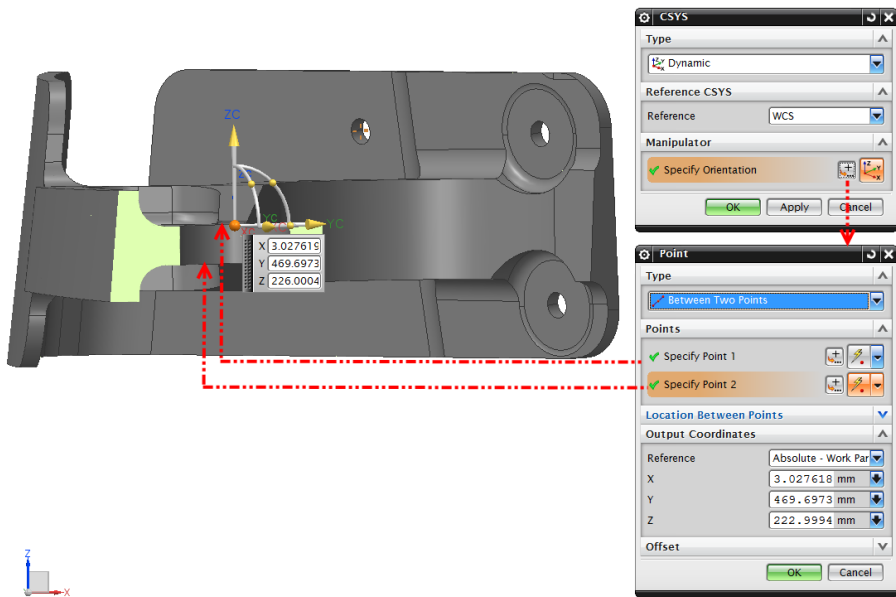 CSYS
Type
Dynamic
Reference CSYS
Reference WCS
Manipulator
Specify Orientation
OK Apply Cancel
ZC
YC
YC
X 3.027619
Y 469.6973
Z 226.0004
Point
Type
Between Two Points
Points
Specify Point 1
Specify Point 2
Location Between Points
Output Coordinates
Reference Absolute - Work Par
X 3.027618 mm
Y 469.6973 mm
Z 222.9994 mm
Offset
OK Cancel
Z
X